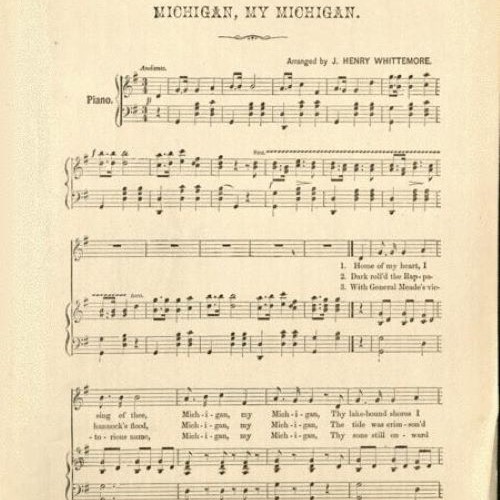 MICHIGAN, MY MICHIGAN.
Arranged by J. HENRY WHITTEMORE.
Andante.
Piano.
1. Home of my heart, I
2. Dark roll'd the Rap-pa-
3. With General Meade's vic-
sing of thee, Mich-i-gan, my Mich-i-gan, Thy lake-bound shores I
hannock's flood, Mich-i-gan, my Mich-i-gan, The tide was crim-son'd
-to-rious name, Mich-i-gan, my Mich-i-gan, Thy sons still on-ward